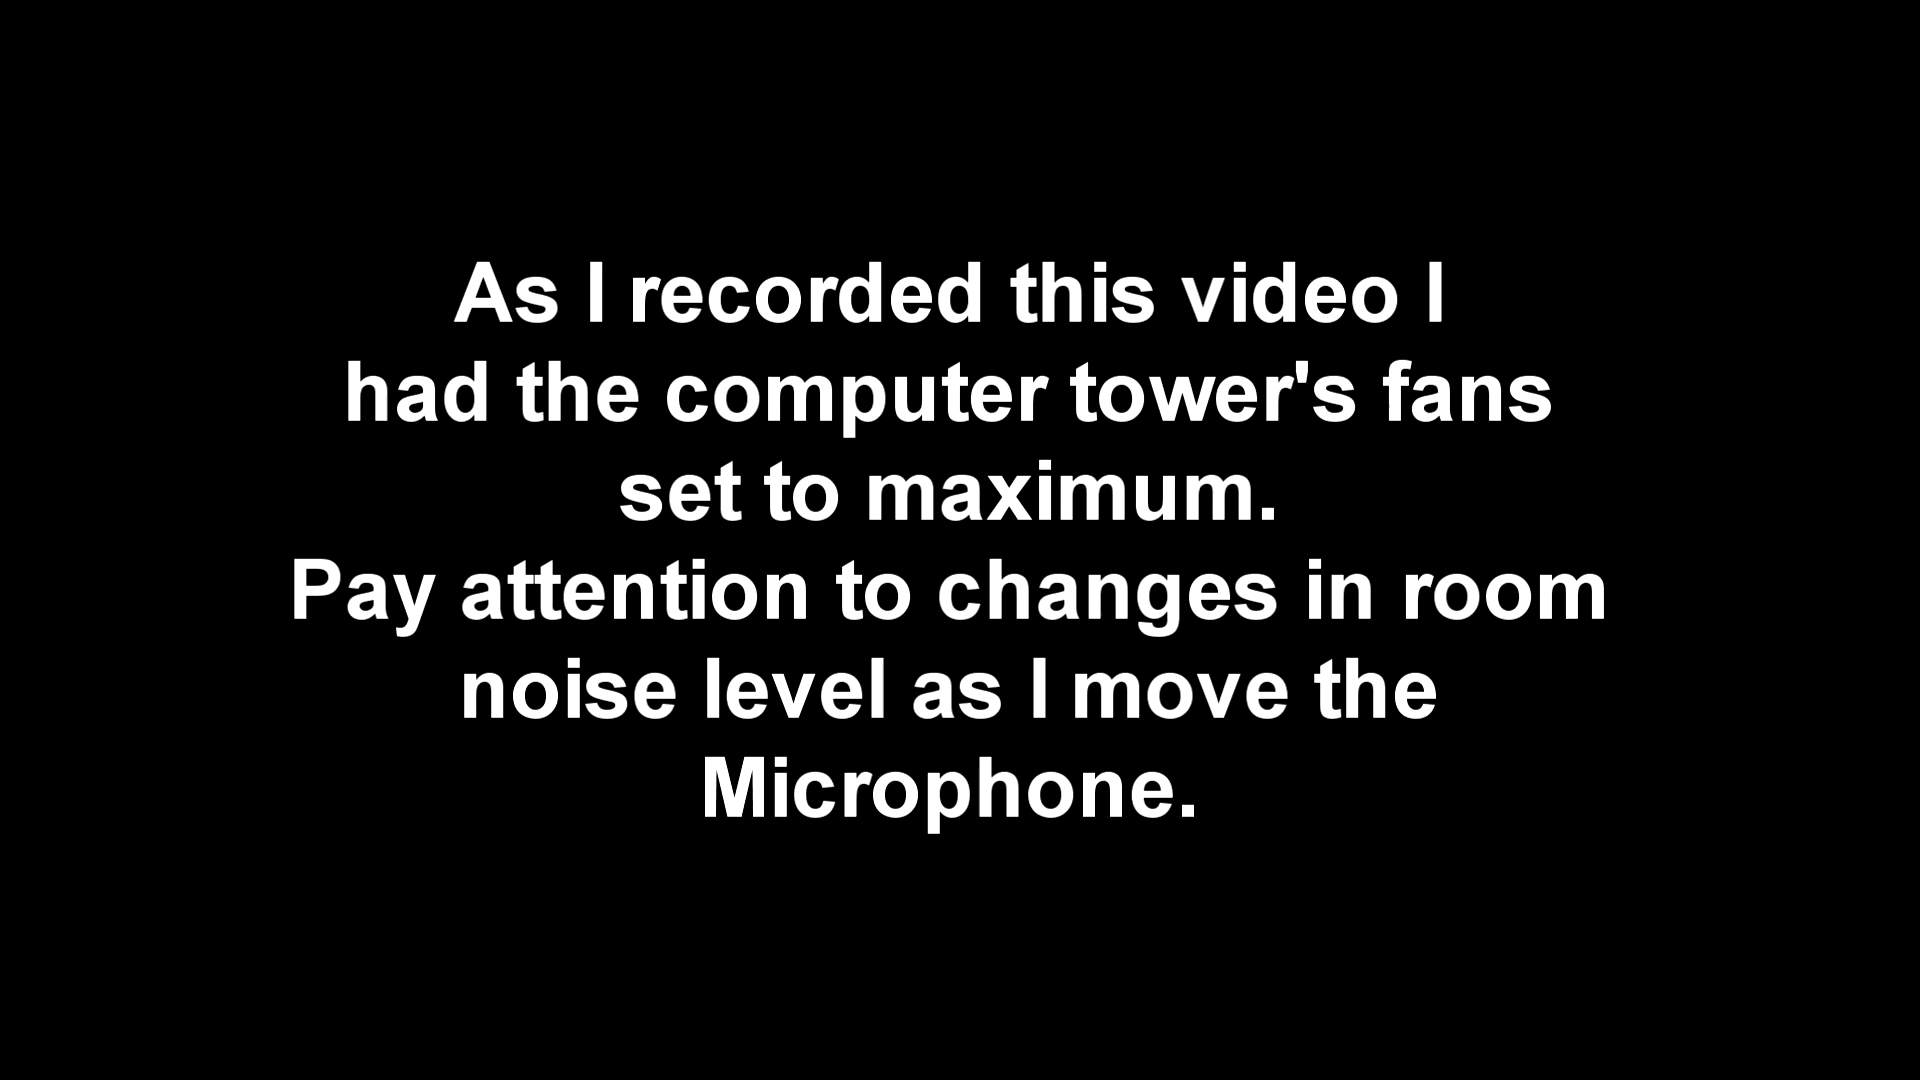 As I recorded this video I
had the computer tower's fans
set to maximum.
Pay attention to changes in room
noise level as I move the
Microphone.